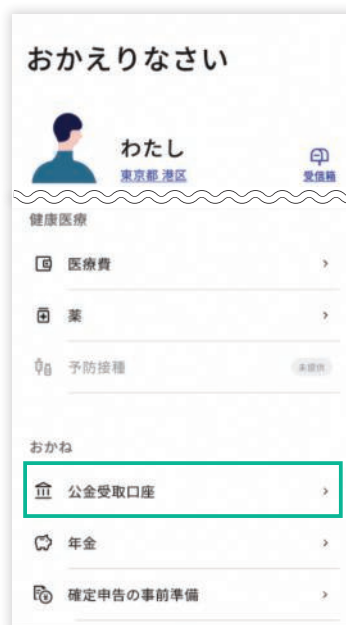 おかえりなさい
わたし
東京都 港区
受信箱
健康医療
医療費
薬
予防接種
未提供
おかね
公金受取口座
年金
確定申告の事前準備